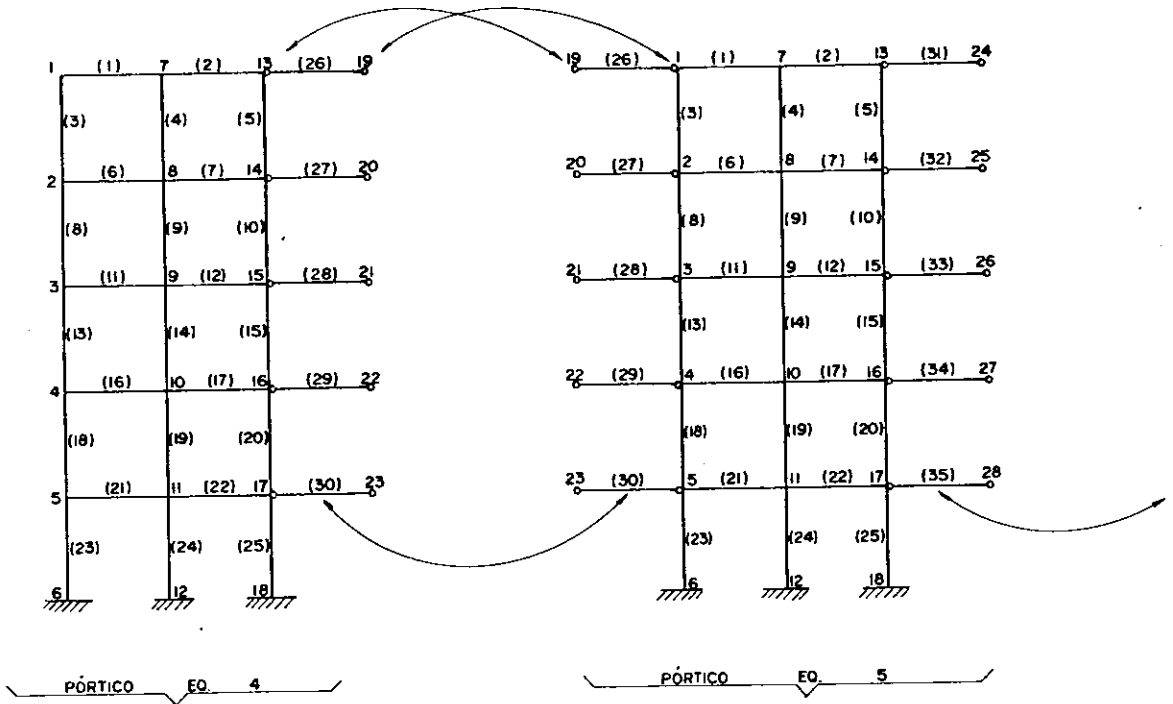 1 (1) 7 (2) 13 (26) 19
(3) (4) (5)
2 (6) 8 (7) 14 (27) 20
(8) (9) (10)
3 (11) 9 (12) 15 (28) 21
(13) (14) (15)
4 (16) 10 (17) 16 (29) 22
(18) (19) (20)
5 (21) 11 (22) 17 (30) 23
(23) (24) (25)
6 12 18
PÓRTICO EQ. 4
19 (26) 1 (1) 7 (2) 13 (31) 24
(3) (4) (5)
20 (27) 2 (6) 8 (7) 14 (32) 25
(8) (9) (10)
21 (28) 3 (11) 9 (12) 15 (33) 26
(13) (14) (15)
22 (29) 4 (16) 10 (17) 16 (34) 27
(18) (19) (20)
23 (30) 5 (21) 11 (22) 17 (35) 28
(23) (24) (25)
6 12 18
PÓRTICO EQ. 5